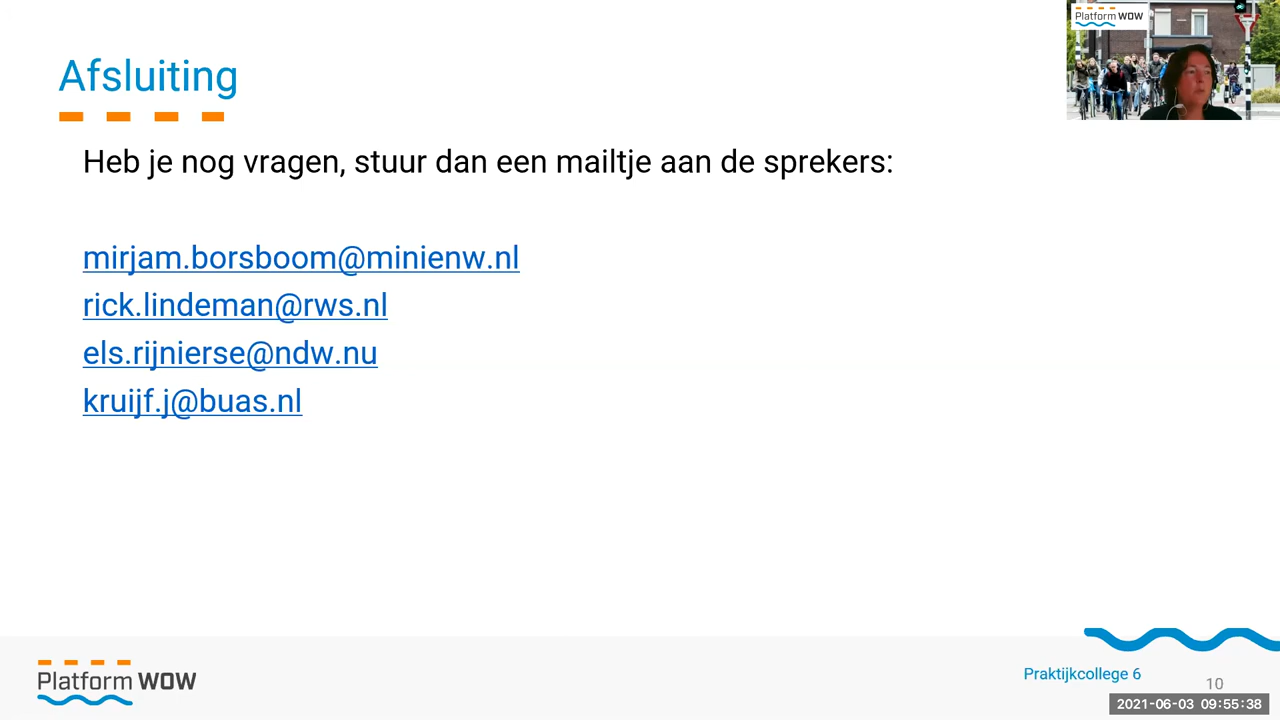 Platform WOW
Afsluiting
Heb je nog vragen, stuur dan een mailtje aan de sprekers:
mirjam.borsboom@minienw.nl
rick.lindeman@rws.nl
els.rijnierse@ndw.nu
kruijf.j@buas.nl
Platform WOW
Praktijkcollege 6
10
2021-06-03 09:55:38